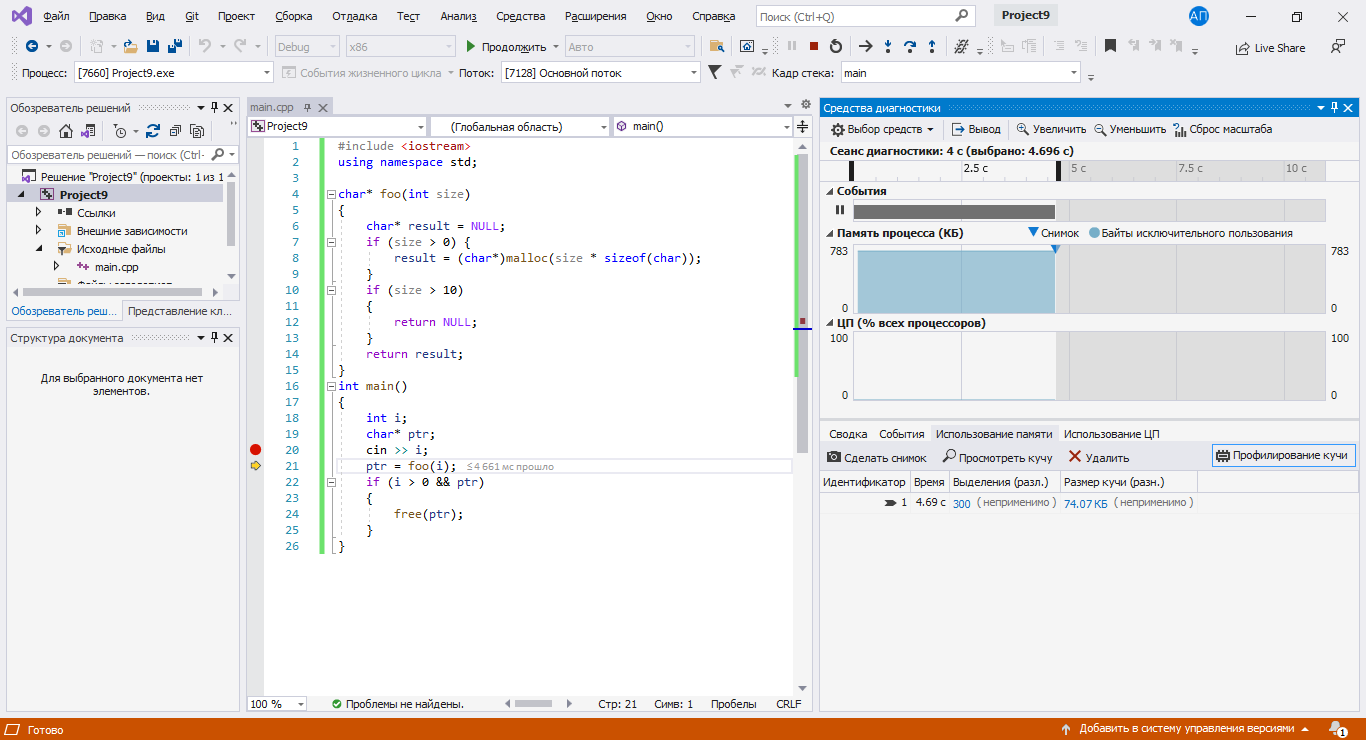 Файл Правка Вид Git Проект Сборка Отладка Тест Анализ Средства Расширения Окно Справка Поиск (Ctrl+Q) Project9 АП
Debug x86 Продолжить Авто Live Share
Процесс: [7660] Project9.exe События жизненного цикла Поток: [7128] Основной поток Кадр стека: main
Обозреватель решений
Обозреватель решений — поиск (Ctrl-
Решение "Project9" (проекты: 1 из 1
Project9
Ссылки
Внешние зависимости
Исходные файлы
main.cpp
Обозреватель реш... Представление кл...
Структура документа
Для выбранного документа нет
элементов.
main.cpp
Project9 (Глобальная область) main()
1 #include <iostream>
2 using namespace std;
3
4 char* foo(int size)
5 {
6 char* result = NULL;
7 if (size > 0) {
8 result = (char*)malloc(size * sizeof(char));
9 }
10 if (size > 10)
11 {
12 return NULL;
13 }
14 return result;
15 }
16 int main()
17 {
18 int i;
19 char* ptr;
20 cin >> i;
21 ptr = foo(i); ≤4 661 мс прошло
22 if (i > 0 && ptr)
23 {
24 free(ptr);
25 }
26 }
100 % Проблемы не найдены. Стр: 21 Симв: 1 Пробелы CRLF
Средства диагностики
Выбор средств Вывод Увеличить Уменьшить Сброс масштаба
Сеанс диагностики: 4 с (выбрано: 4.696 с)
2.5 с 5 с 7.5 с 10 с
События
Память процесса (КБ) Снимок Байты исключительного пользования
783 783
0 0
ЦП (% всех процессоров)
100 100
0 0
Сводка События Использование памяти Использование ЦП
Сделать снимок Просмотреть кучу Удалить Профилирование кучи
Идентификатор Время Выделения (разл.) Размер кучи (разн.)
1 4.69 с 300 (неприменимо) 74.07 КБ (неприменимо)
Готово Добавить в систему управления версиями 1